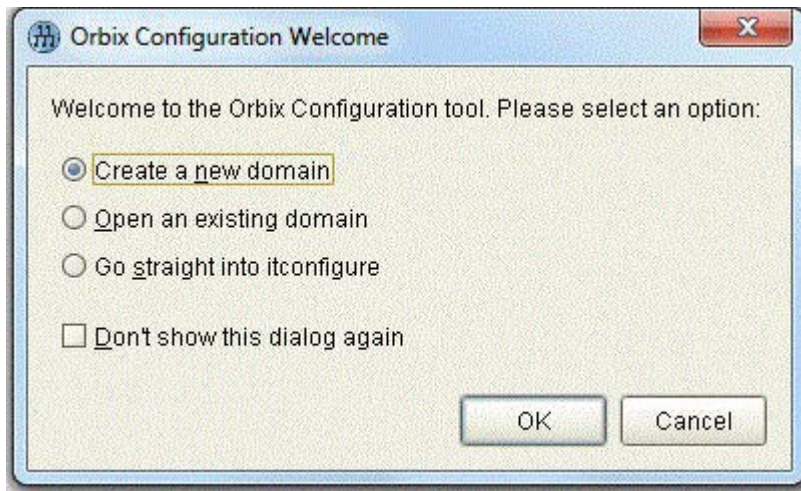 Orbix Configuration Welcome
Welcome to the Orbix Configuration tool. Please select an option:
Create a new domain
Open an existing domain
Go straight into itconfigure
Don't show this dialog again
OK Cancel